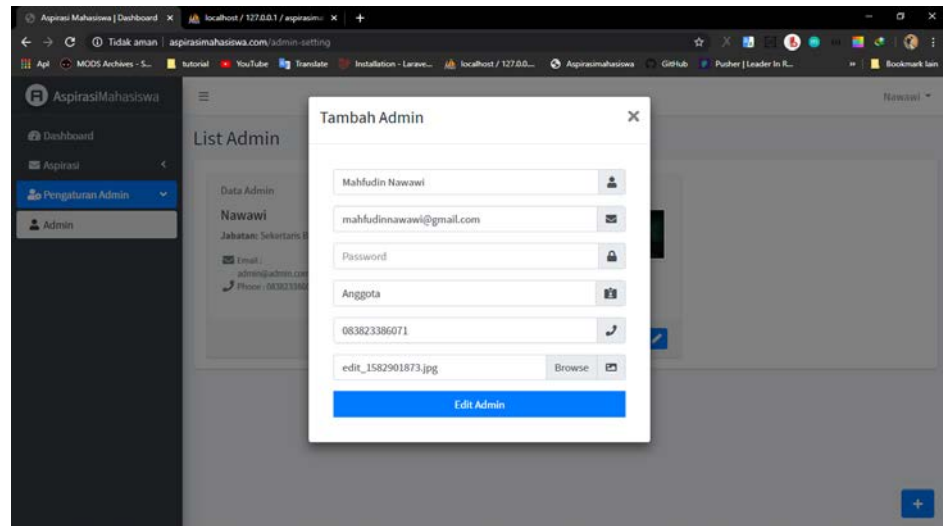 Aspirasi Mahasiswa | Dashboard
localhost / 127.0.0.1 / aspirasima
Tidak aman | aspirasimahasiswa.com/admin-setting
Apl
MODS Archives - S...
tutorial
YouTube
Translate
Installation - Larave...
localhost / 127.0.0...
Aspirasimahasiswa
GitHub
Pusher | Leader In R...
Bookmark lain
AspirasiMahasiswa
Nawawi
Dashboard
Aspirasi
Pengaturan Admin
Admin
List Admin
Data Admin
Nawawi
Jabatan: Sekertaris
Email :
admin@admin.com
Phone :
Tambah Admin
Mahfudin Nawawi
mahfudinnawawi@gmail.com
Password
Anggota
083823386071
edit_1582901873.jpg
Browse
Edit Admin